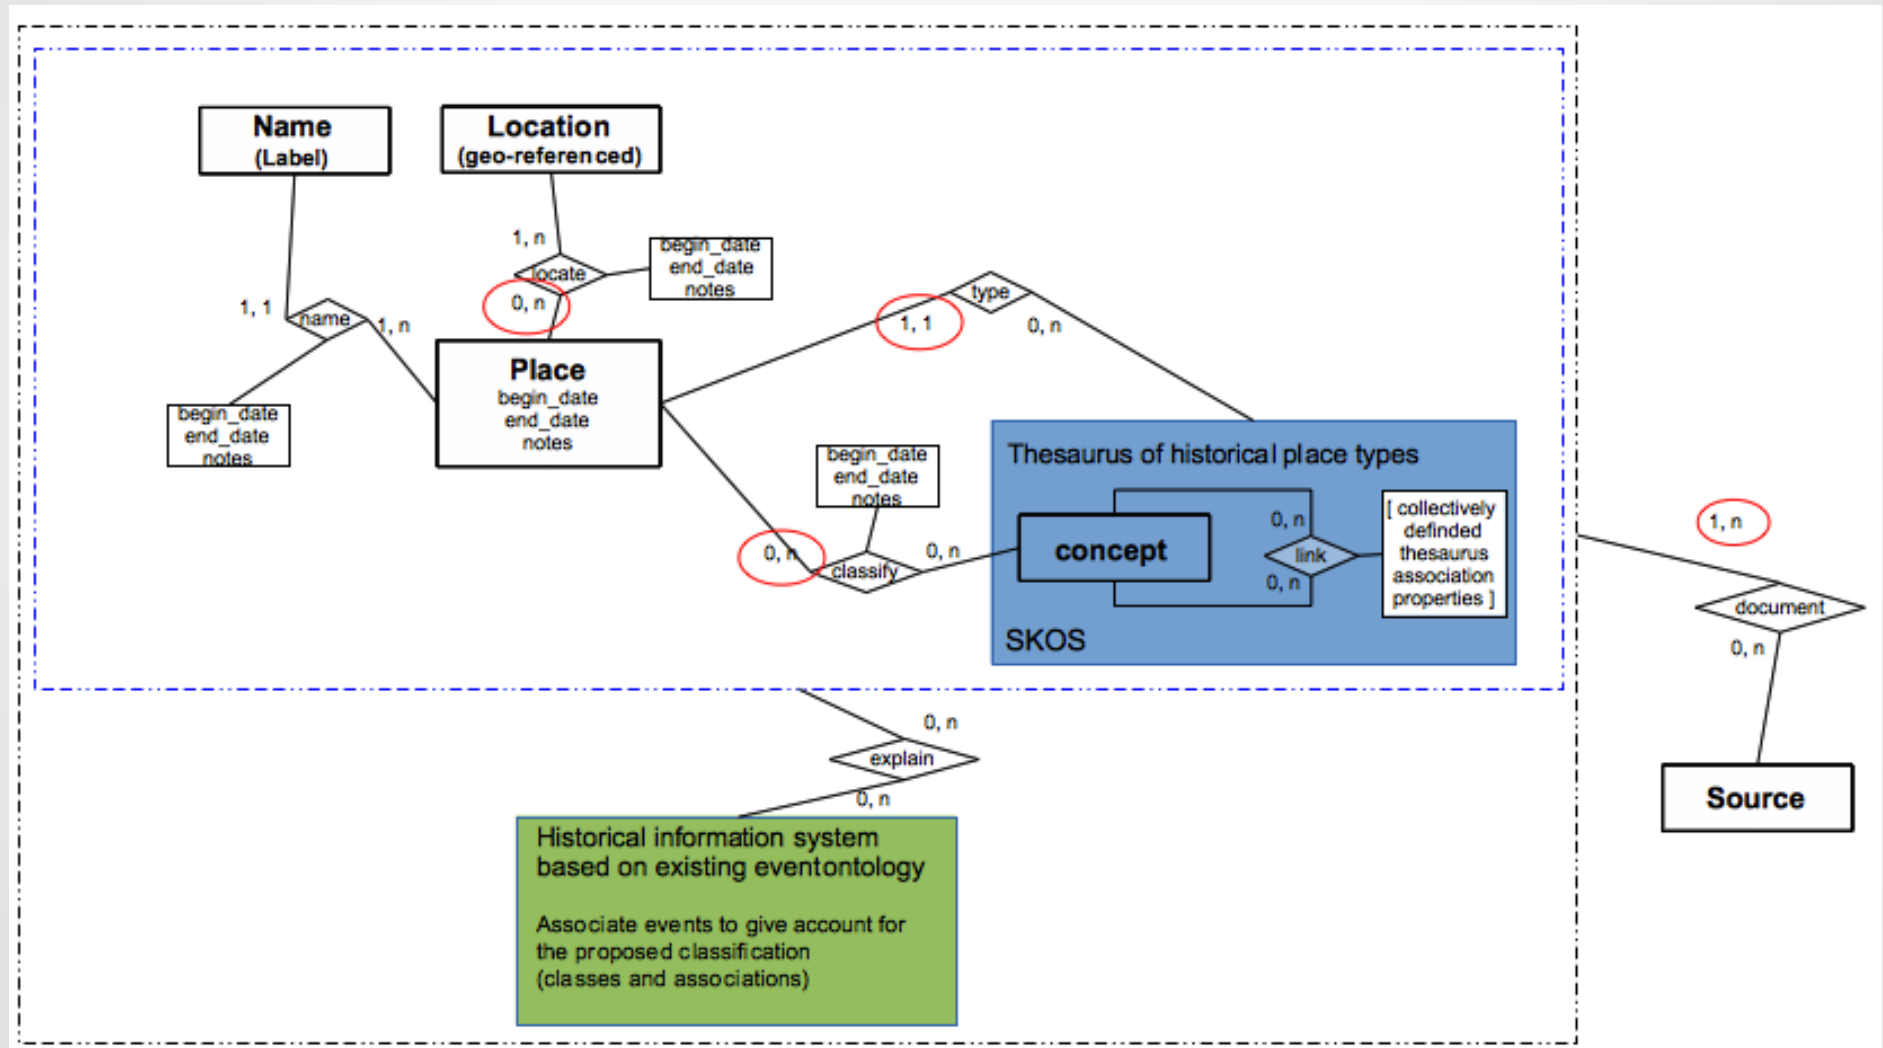 Name
(Label)
Location
(geo-referenced)
1, n
locate
begin_date
end_date
notes
0, n
1, 1
name
1, n
type
1, 1
0, n
Place
begin_date
end_date
notes
begin_date
end_date
notes
begin_date
end_date
notes
0, n
classify
0, n
Thesaurus of historical place types
concept
0, n
link
0, n
[ collectively
definded
thesaurus
association
properties ]
SKOS
1, n
document
0, n
Source
0, n
explain
0, n
Historical information system
based on existing eventontology
Associate events to give account for
the proposed classification
(classes and associations)